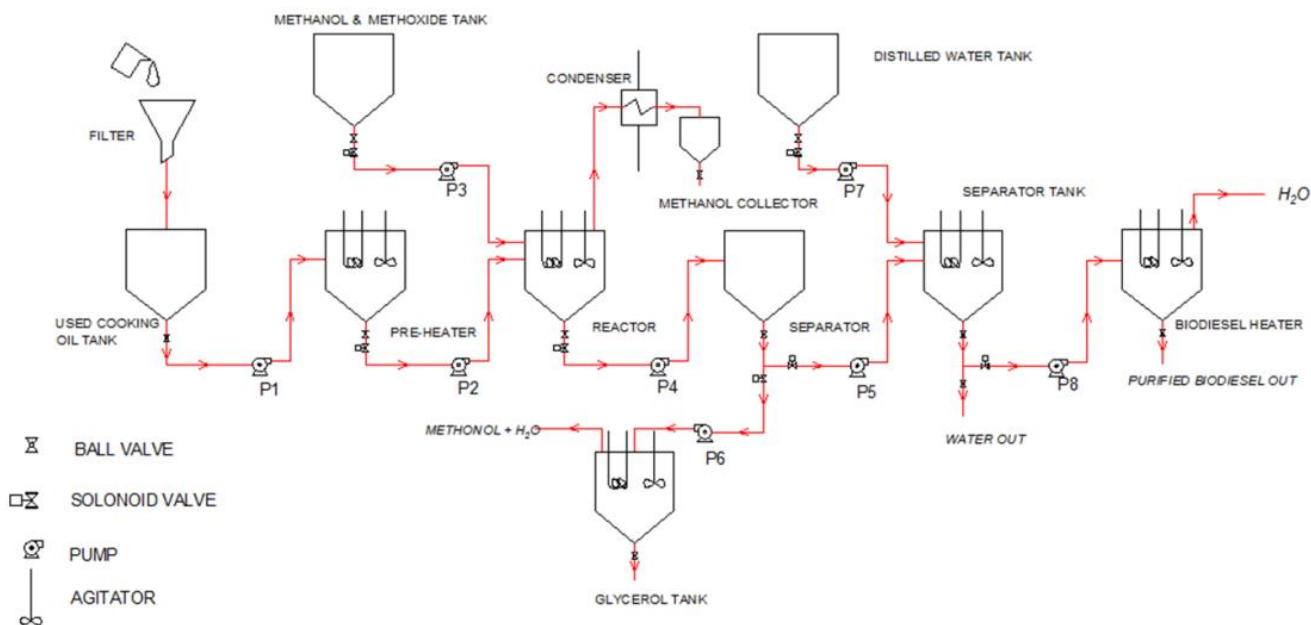 METHANOL & METHOXIDE TANK
CONDENSER
DISTILLED WATER TANK
FILTER
P3
METHANOL COLLECTOR
P7
SEPARATOR TANK
H₂O
USED COOKING
OIL TANK
PRE-HEATER
REACTOR
SEPARATOR
BIODIESEL HEATER
P1
P2
P4
P5
P8
PURIFIED BIODIESEL OUT
METHONOL + H₂O
P6
WATER OUT
GLYCEROL TANK
BALL VALVE
SOLONOID VALVE
PUMP
AGITATOR